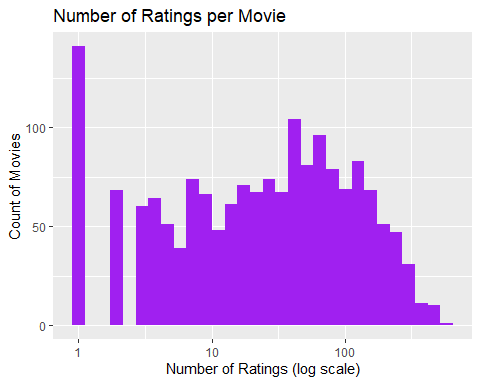 Number of Ratings per Movie
Count of Movies
100
50
0
1
10
100
Number of Ratings (log scale)